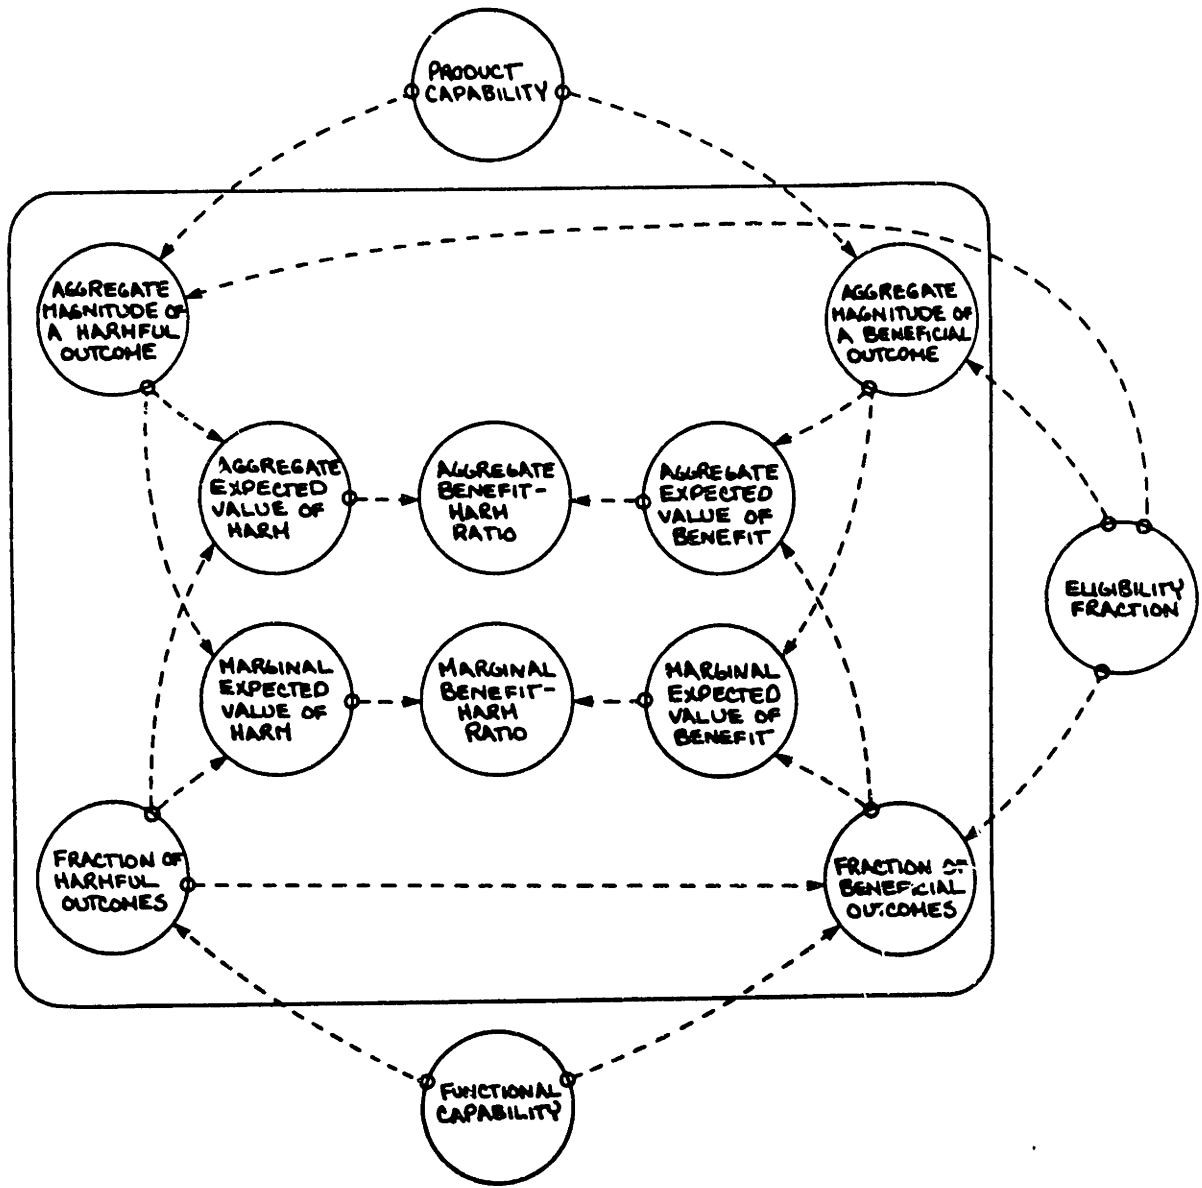 PRODUCT
CAPABILITY
AGGREGATE
MAGNITUDE OF
A HARMFUL
OUTCOME
AGGREGATE
MAGNITUDE OF
A BENEFICIAL
OUTCOME
AGGREGATE
EXPECTED
VALUE OF
HARM
AGGREGATE
BENEFIT-
HARM
RATIO
AGGREGATE
EXPECTED
VALUE OF
BENEFIT
ELIGIBILITY
FRACTION
MARGINAL
EXPECTED
VALUE OF
HARM
MARGINAL
BENEFIT-
HARM
RATIO
MARGINAL
EXPECTED
VALUE OF
BENEFIT
FRACTION OF
HARMFUL
OUTCOMES
FRACTION OF
BENEFICIAL
OUTCOMES
FUNCTIONAL
CAPABILITY